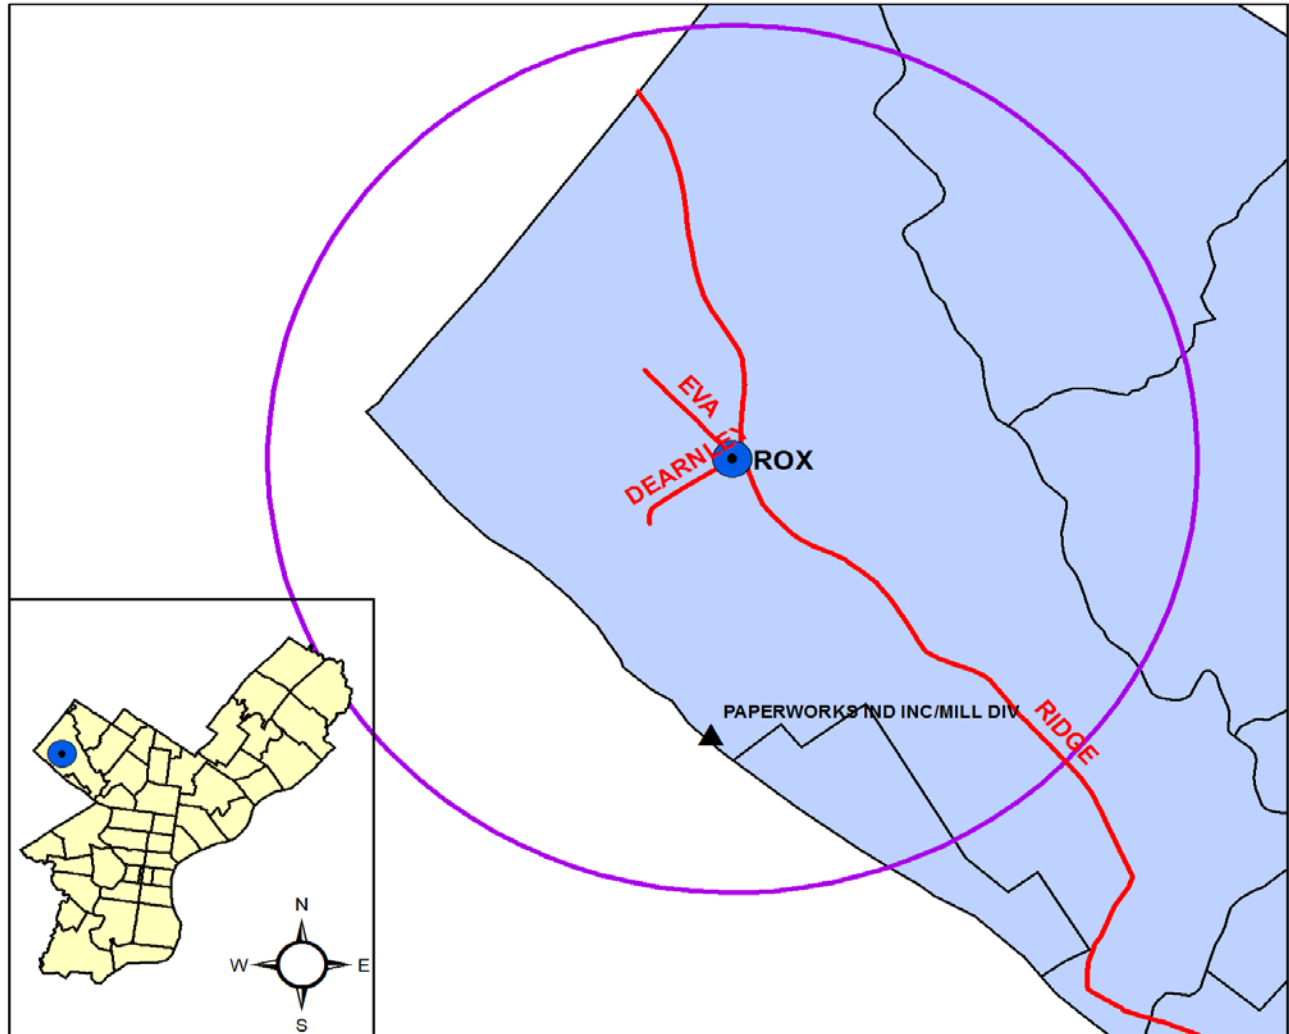 EVA
DEARNLEY
ROX
PAPERWORKS IND INC/MILL DIV
RIDGE
N
W
E
S